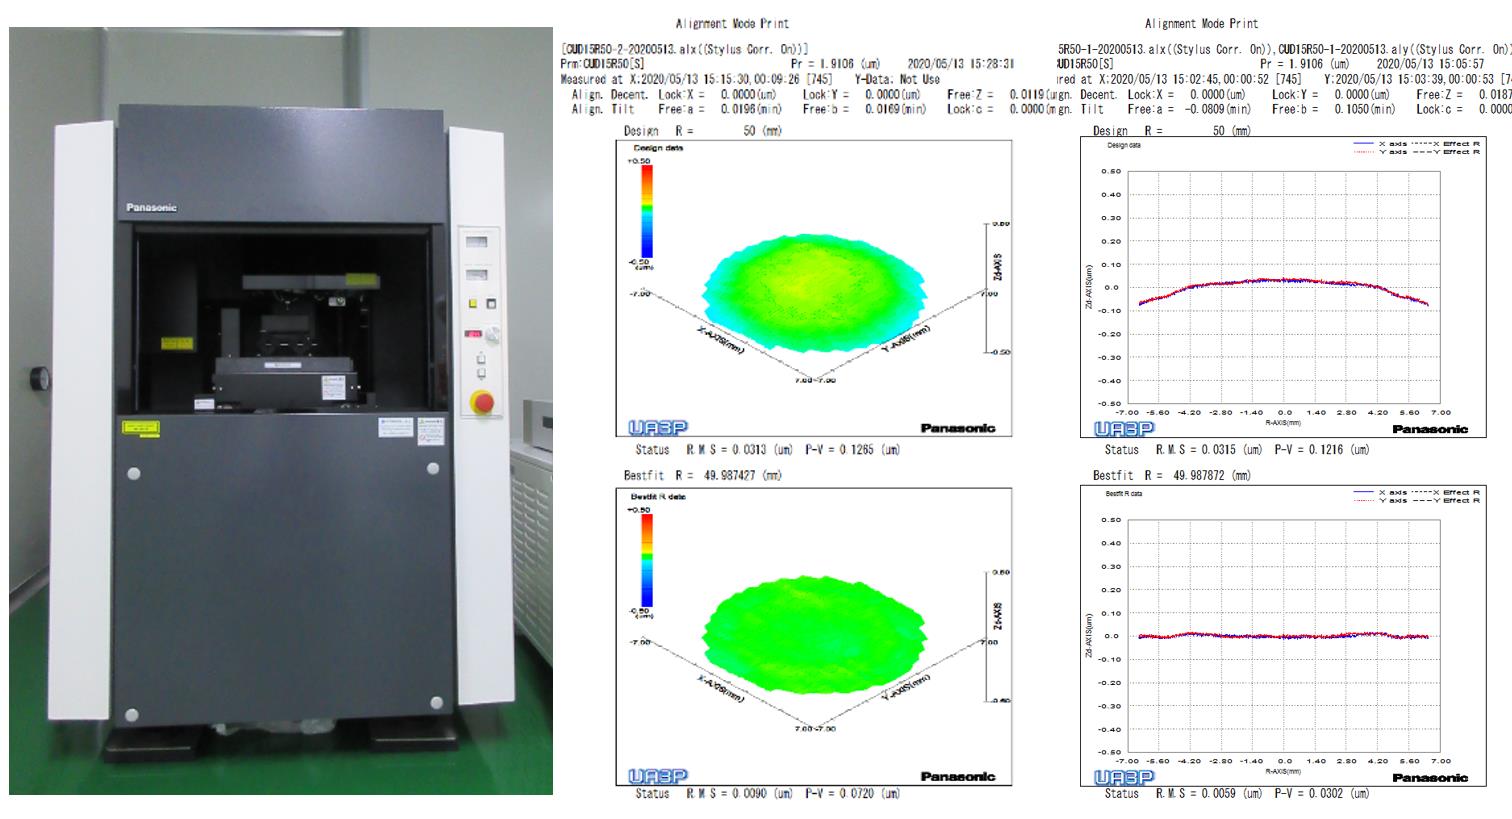 Panasonic
Alignment Mode Print
[CUD15R50-2-20200513.alx((Stylus Corr. On))]
Prm:CUD15R50[S] Pr = 1.9106 (um) 2020/05/13 15:28:31
Measured at X:2020/05/13 15:15:30,00:09:26 [745] Y-Data: Not Use
Align. Decent. Lock:X = 0.0000(um) Lock:Y = 0.0000(um) Free:Z = 0.0119(
Align. Tilt Free:a = 0.0196(min) Free:b = 0.0169(min) Lock:c = 0.0000(
Design R = 50 (mm)
Design data
+0.50
-0.50
(um)
0.50
Zd-AXIS
-0.50
-7.00
7.00
X-AXIS(mm)
Y-AXIS(mm)
7.00 -7.00
UA3P Panasonic
Status R.M.S = 0.0313 (um) P-V = 0.1265 (um)
Bestfit R = 49.987427 (mm)
Bestfit R data
+0.50
-0.50
(um)
0.50
Zd-AXIS
-0.50
-7.00
7.00
X-AXIS(mm)
Y-AXIS(mm)
7.00 -7.00
UA3P Panasonic
Status R.M.S = 0.0090 (um) P-V = 0.0720 (um)
Alignment Mode Print
5R50-1-20200513.alx((Stylus Corr. On)),CUD15R50-1-20200513.aly((Stylus Corr. On)
UD15R50[S] Pr = 1.9106 (um) 2020/05/13 15:05:57
red at X:2020/05/13 15:02:45,00:00:52 [745] Y:2020/05/13 15:03:39,00:00:53 [74
gn. Decent. Lock:X = 0.0000(um) Lock:Y = 0.0000(um) Free:Z = 0.0187
gn. Tilt Free:a = -0.0809(min) Free:b = 0.1050(min) Lock:c = 0.000
Design R = 50 (mm)
Design data
X axis X Effect R
Y axis Y Effect R
0.50
0.40
0.30
0.20
0.10
0.0
-0.10
-0.20
-0.30
-0.40
-0.50
Zd-AXIS(um)
-7.00 -5.60 -4.20 -2.80 -1.40 0.0 1.40 2.80 4.20 5.60 7.00
R-AXIS(mm)
UA3P Panasonic
Status R.M.S = 0.0315 (um) P-V = 0.1216 (um)
Bestfit R = 49.987872 (mm)
Bestfit R data
X axis X Effect R
Y axis Y Effect R
0.50
0.40
0.30
0.20
0.10
0.0
-0.10
-0.20
-0.30
-0.40
-0.50
Zd-AXIS(um)
-7.00 -5.60 -4.20 -2.80 -1.40 0.0 1.40 2.80 4.20 5.60 7.00
R-AXIS(mm)
UA3P Panasonic
Status R.M.S = 0.0059 (um) P-V = 0.0302 (um)